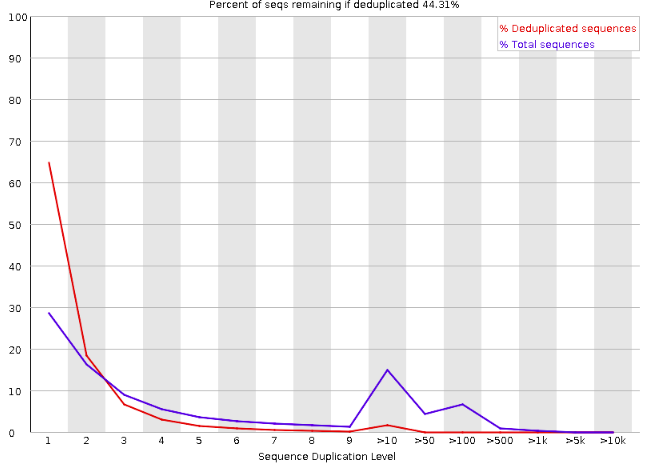 Percent of seqs remaining if deduplicated 44.31%
% Deduplicated sequences
% Total sequences
100
90
80
70
60
50
40
30
20
10
0
1 2 3 4 5 6 7 8 9 >10 >50 >100 >500 >1k >5k >10k
Sequence Duplication Level